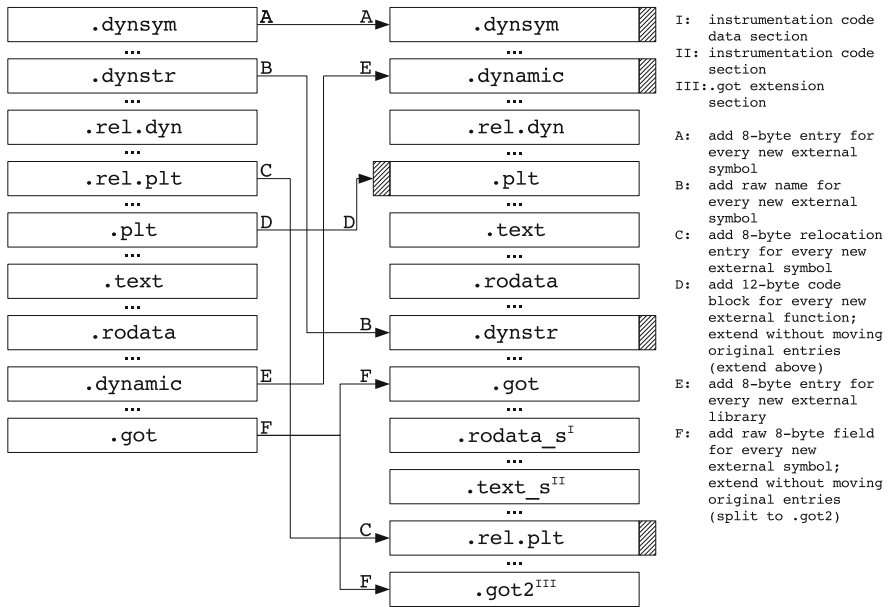 .dynsym
...
.dynstr
...
.rel.dyn
...
.rel.plt
...
.plt
...
.text
...
.rodata
...
.dynamic
...
.got
A
B
C
D
E
F
A
E
D
B
F
C
F
.dynsym
...
.dynamic
...
.rel.dyn
...
.plt
...
.text
...
.rodata
...
.dynstr
...
.got
...
.rodata_s^I
...
.text_s^II
...
.rel.plt
...
.got2^III
I: instrumentation code
data section
II: instrumentation code
section
III:.got extension
section
A: add 8-byte entry for
every new external
symbol
B: add raw name for
every new external
symbol
C: add 8-byte relocation
entry for every new
external symbol
D: add 12-byte code
block for every new
external function;
extend without moving
original entries
(extend above)
E: add 8-byte entry for
every new external
library
F: add raw 8-byte field
for every new
external symbol;
extend without moving
original entries
(split to .got2)